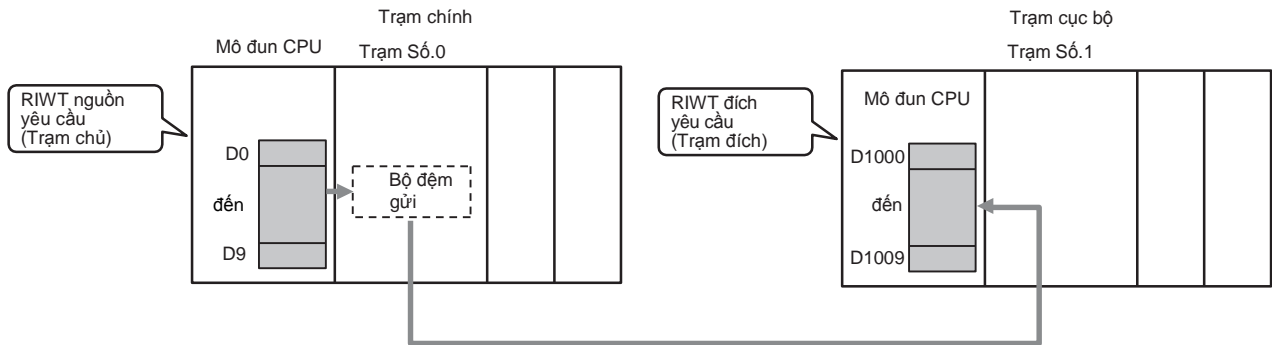 Trạm chính
Mô đun CPU
Trạm Số.0
RIWT nguồn
yêu cầu
(Trạm chủ)
D0
đến
D9
Bộ đệm
gửi
Trạm cục bộ
Trạm Số.1
RIWT đích
yêu cầu
(Trạm đích)
Mô đun CPU
D1000
đến
D1009